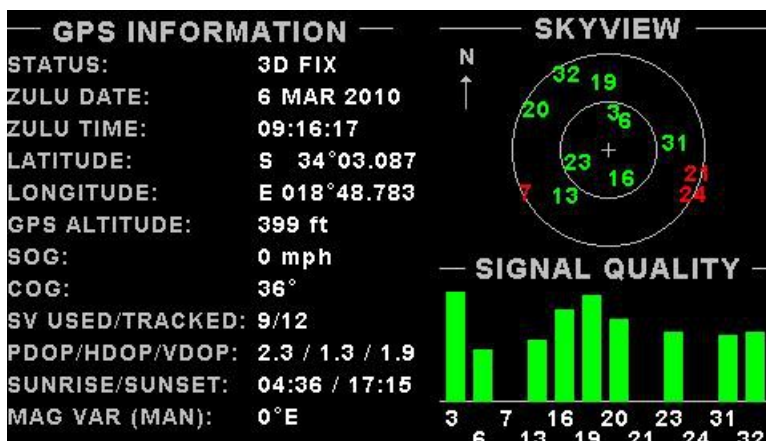 GPS INFORMATION
STATUS: 3D FIX
ZULU DATE: 6 MAR 2010
ZULU TIME: 09:16:17
LATITUDE: S 34°03.087
LONGITUDE: E 018°48.783
GPS ALTITUDE: 399 ft
SOG: 0 mph
COG: 36°
SV USED/TRACKED: 9/12
PDOP/HDOP/VDOP: 2.3 / 1.3 / 1.9
SUNRISE/SUNSET: 04:36 / 17:15
MAG VAR (MAN): 0°E
SKYVIEW
N
32 19
20 3 6
31
23 16 21
7 13 24
SIGNAL QUALITY
3 7 16 20 23 31
6 13 19 21 24 32